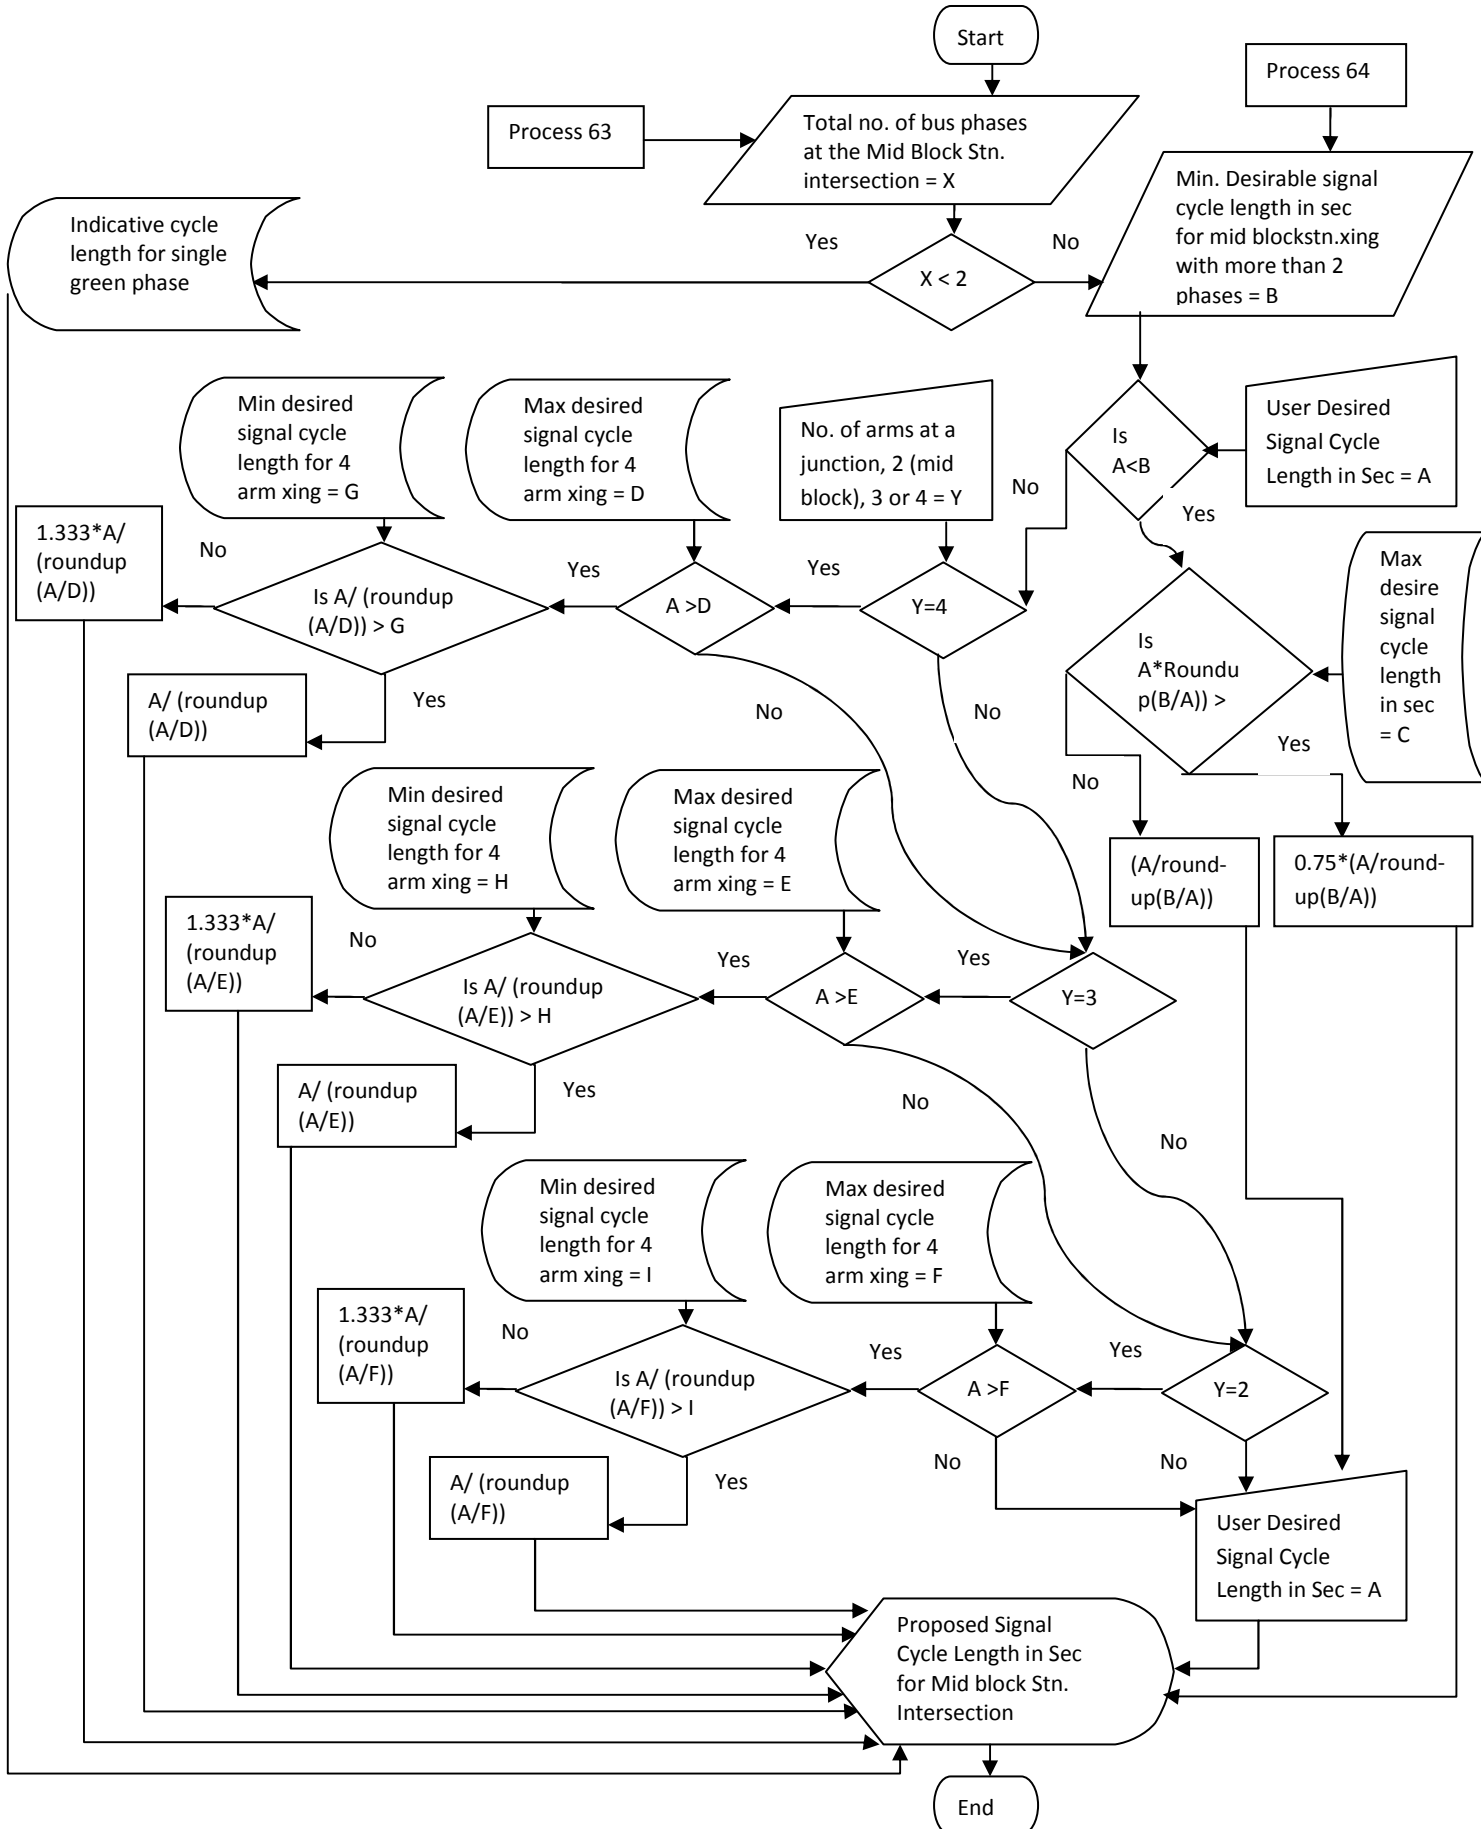 Start
Process 64
Process 63
Total no. of bus phases
at the Mid Block Stn.
intersection = X
Min. Desirable signal
cycle length in sec
for mid blockstn.xing
with more than 2
phases = B
Indicative cycle
length for single
green phase
Yes
No
X < 2
Min desired
signal cycle
length for 4
arm xing = G
Max desired
signal cycle
length for 4
arm xing = D
No. of arms at a
junction, 2 (mid
block), 3 or 4 = Y
Is
A<B
User Desired
Signal Cycle
Length in Sec = A
No
Yes
1.333*A/
(roundup
(A/D))
No
Is A/ (roundup
(A/D)) > G
Yes
A >D
Yes
Y=4
Max
desire
signal
cycle
length
in sec
= C
Is
A*Roundu
p(B/A)) >
A/ (roundup
(A/D))
Yes
No
No
Yes
No
Min desired
signal cycle
length for 4
arm xing = H
Max desired
signal cycle
length for 4
arm xing = E
(A/round-
up(B/A))
0.75*(A/round-
up(B/A))
1.333*A/
(roundup
(A/E))
No
Is A/ (roundup
(A/E)) > H
Yes
A >E
Yes
Y=3
A/ (roundup
(A/E))
Yes
No
No
Min desired
signal cycle
length for 4
arm xing = I
Max desired
signal cycle
length for 4
arm xing = F
1.333*A/
(roundup
(A/F))
No
Is A/ (roundup
(A/F)) > I
Yes
A >F
Yes
Y=2
A/ (roundup
(A/F))
Yes
No
No
User Desired
Signal Cycle
Length in Sec = A
Proposed Signal
Cycle Length in Sec
for Mid block Stn.
Intersection
End